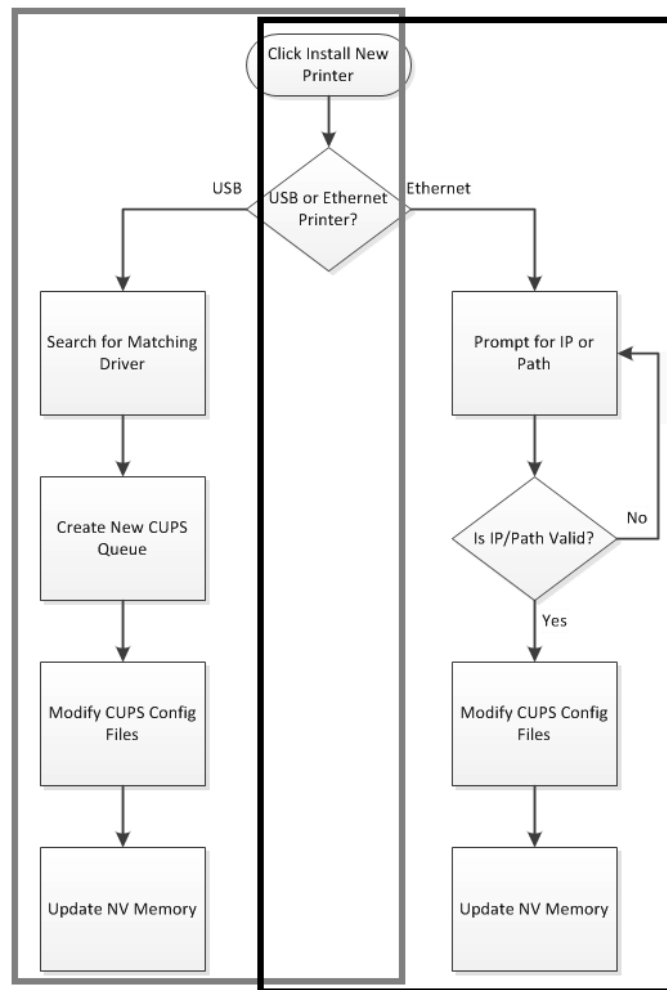 Click Install New
Printer
USB
USB or Ethernet
Printer?
Ethernet
Search for Matching
Driver
Prompt for IP or
Path
Create New CUPS
Queue
Is IP/Path Valid?
No
Yes
Modify CUPS Config
Files
Modify CUPS Config
Files
Update NV Memory
Update NV Memory